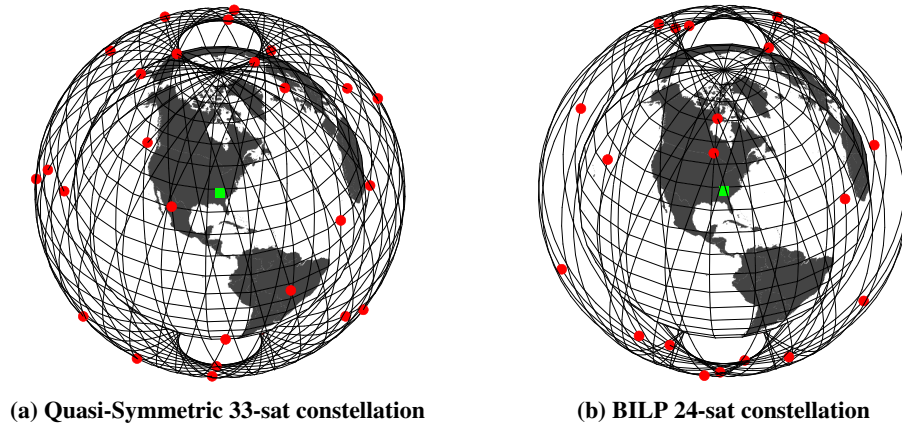 (a) Quasi-Symmetric 33-sat constellation
(b) BILP 24-sat constellation